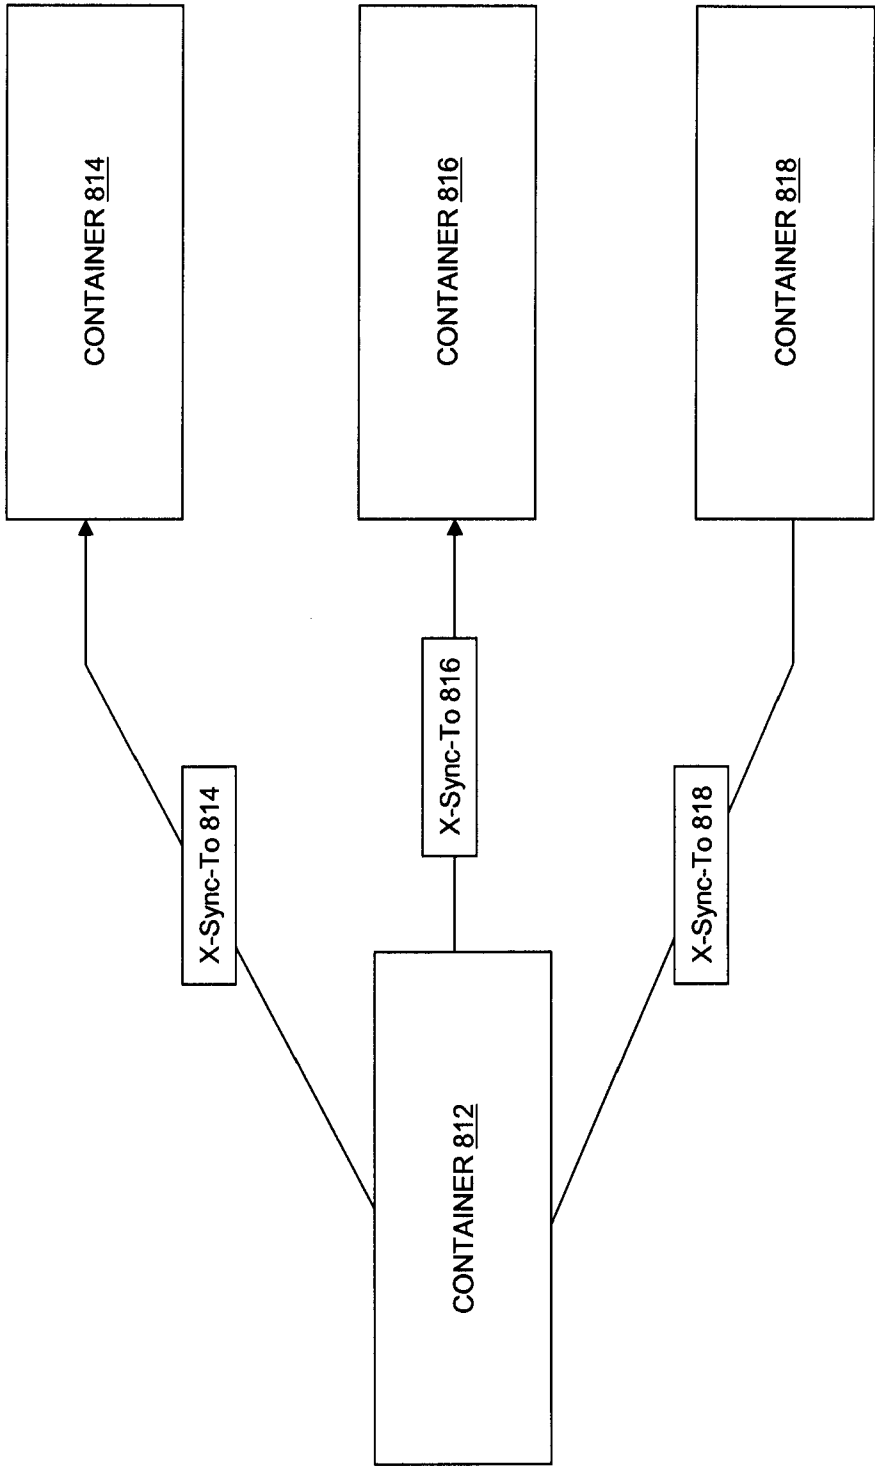 CONTAINER 814
CONTAINER 816
CONTAINER 818
X-Sync-To 814
X-Sync-To 816
X-Sync-To 818
CONTAINER 812